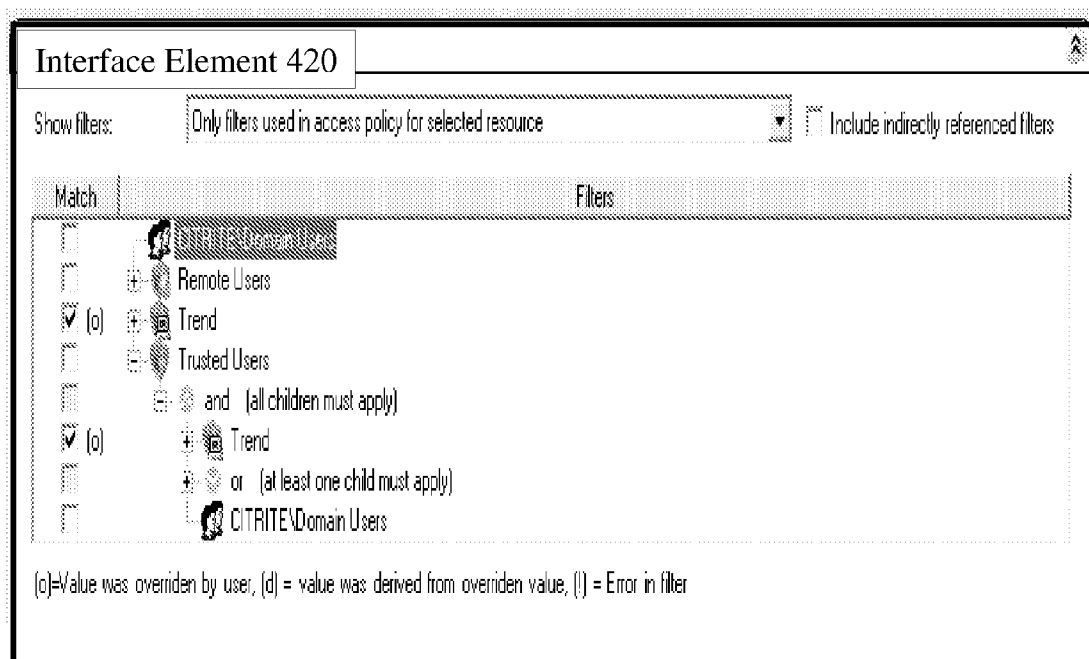 Interface Element 420
Show filters: Only filters used in access policy for selected resource Include indirectly referenced filters
Match Filters
CITRITE\Domain Users
Remote Users
(o) Trend
Trusted Users
and (all children must apply)
(o) Trend
or (at least one child must apply)
CITRITE\Domain Users
(o)=Value was overriden by user, (d) = value was derived from overriden value, (!) = Error in filter